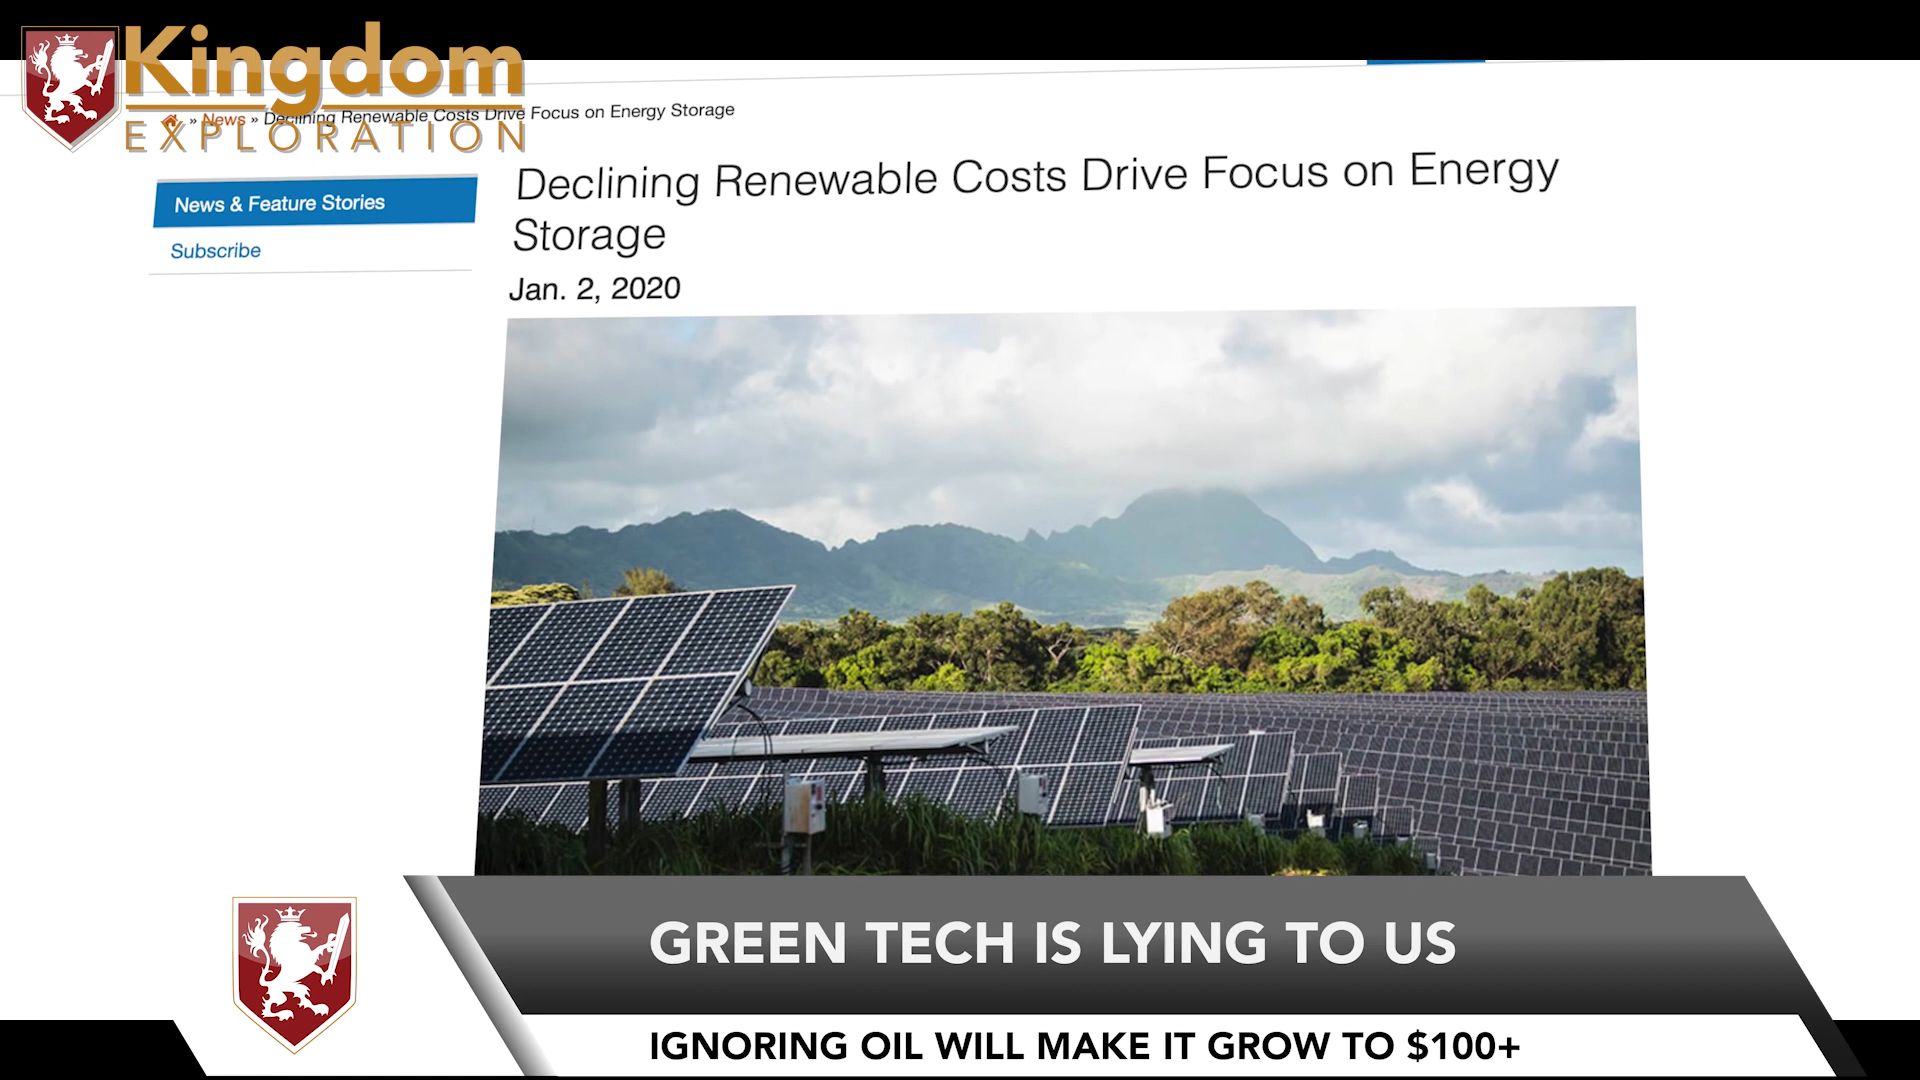 Kingdom
EXPLORATION
» News » Declining Renewable Costs Drive Focus on Energy Storage
News & Feature Stories
Subscribe
Declining Renewable Costs Drive Focus on Energy
Storage
Jan. 2, 2020
GREEN TECH IS LYING TO US
IGNORING OIL WILL MAKE IT GROW TO $100+